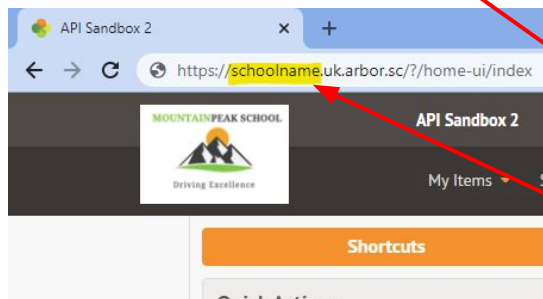 API Sandbox 2
https://schoolname.uk.arbor.sc/?/home-ui/index
MOUNTAINPEAK SCHOOL
API Sandbox 2
Driving Excellence
My Items
Shortcuts